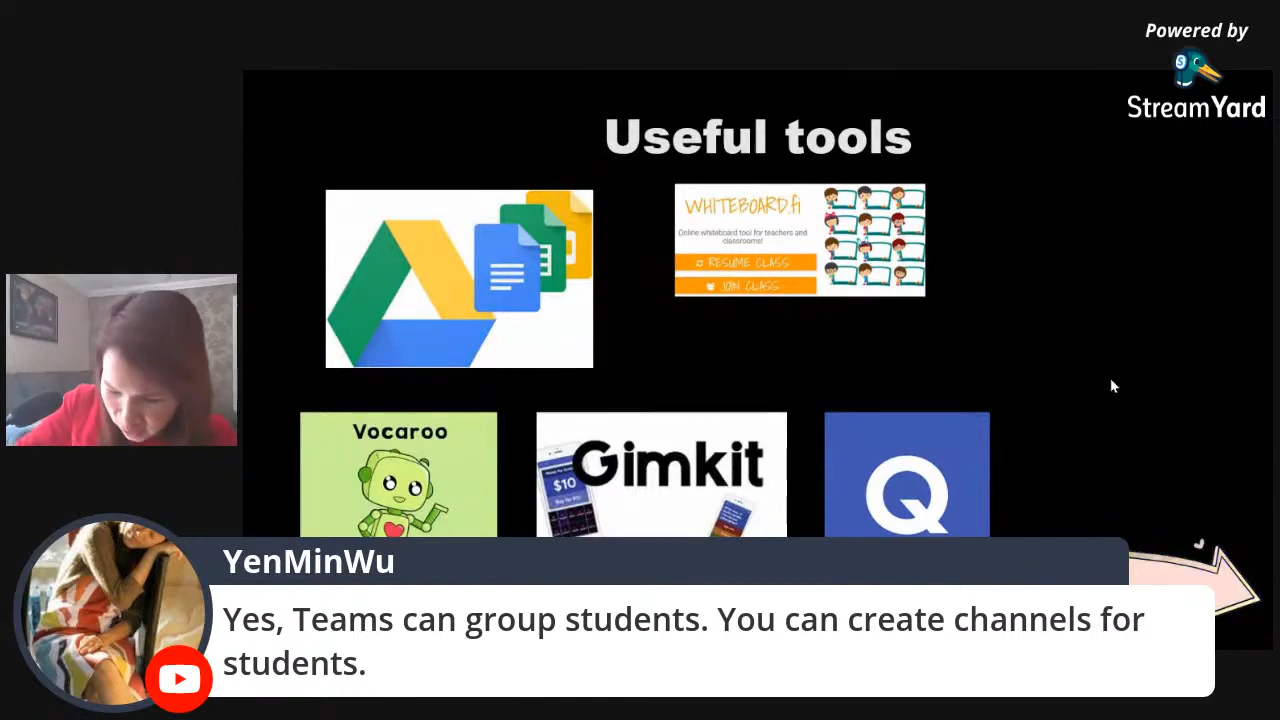 Powered by
StreamYard
Useful tools
WHITEBOARD.fi
Online whiteboard tool for teachers and
classrooms!
RESUME CLASS
JOIN CLASS
Vocaroo
Gimkit
$10
Q
YenMinWu
Yes, Teams can group students. You can create channels for
students.